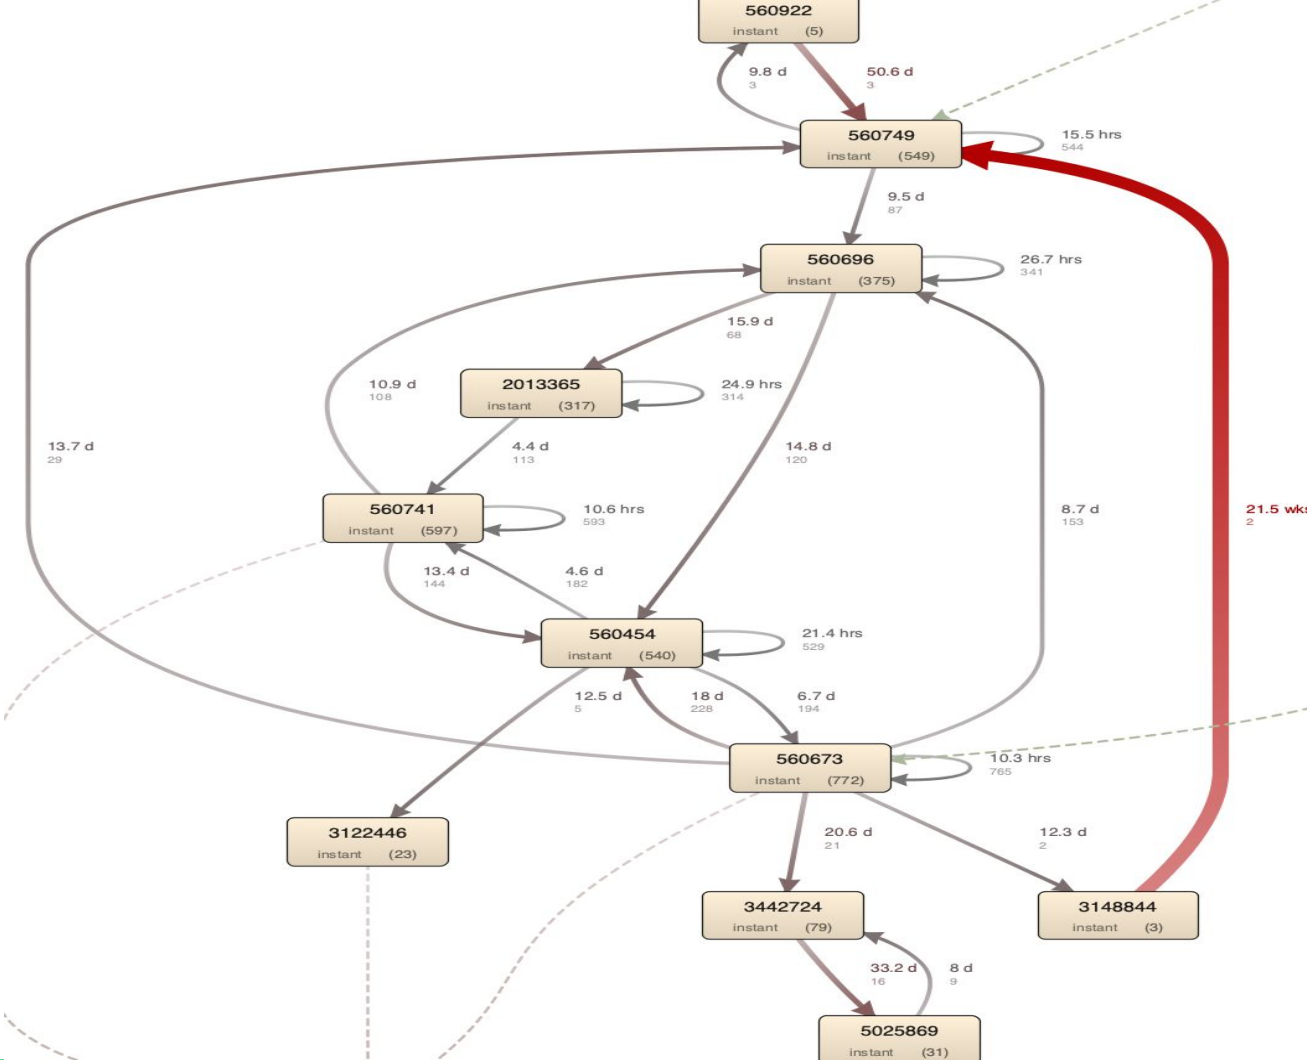 560922
instant (5)
9.8 d
3
50.6 d
3
560749
instant (549)
15.5 hrs
544
9.5 d
87
560696
instant (375)
26.7 hrs
341
15.9 d
68
2013365
instant (317)
10.9 d
108
24.9 hrs
314
13.7 d
29
4.4 d
113
14.8 d
120
560741
instant (597)
10.6 hrs
593
8.7 d
153
21.5 wks
2
13.4 d
144
4.6 d
182
560454
instant (540)
21.4 hrs
529
12.5 d
5
18 d
228
6.7 d
194
560673
instant (772)
10.3 hrs
765
3122446
instant (23)
20.6 d
21
12.3 d
2
3442724
instant (79)
3148844
instant (3)
33.2 d
16
8 d
9
5025869
instant (31)